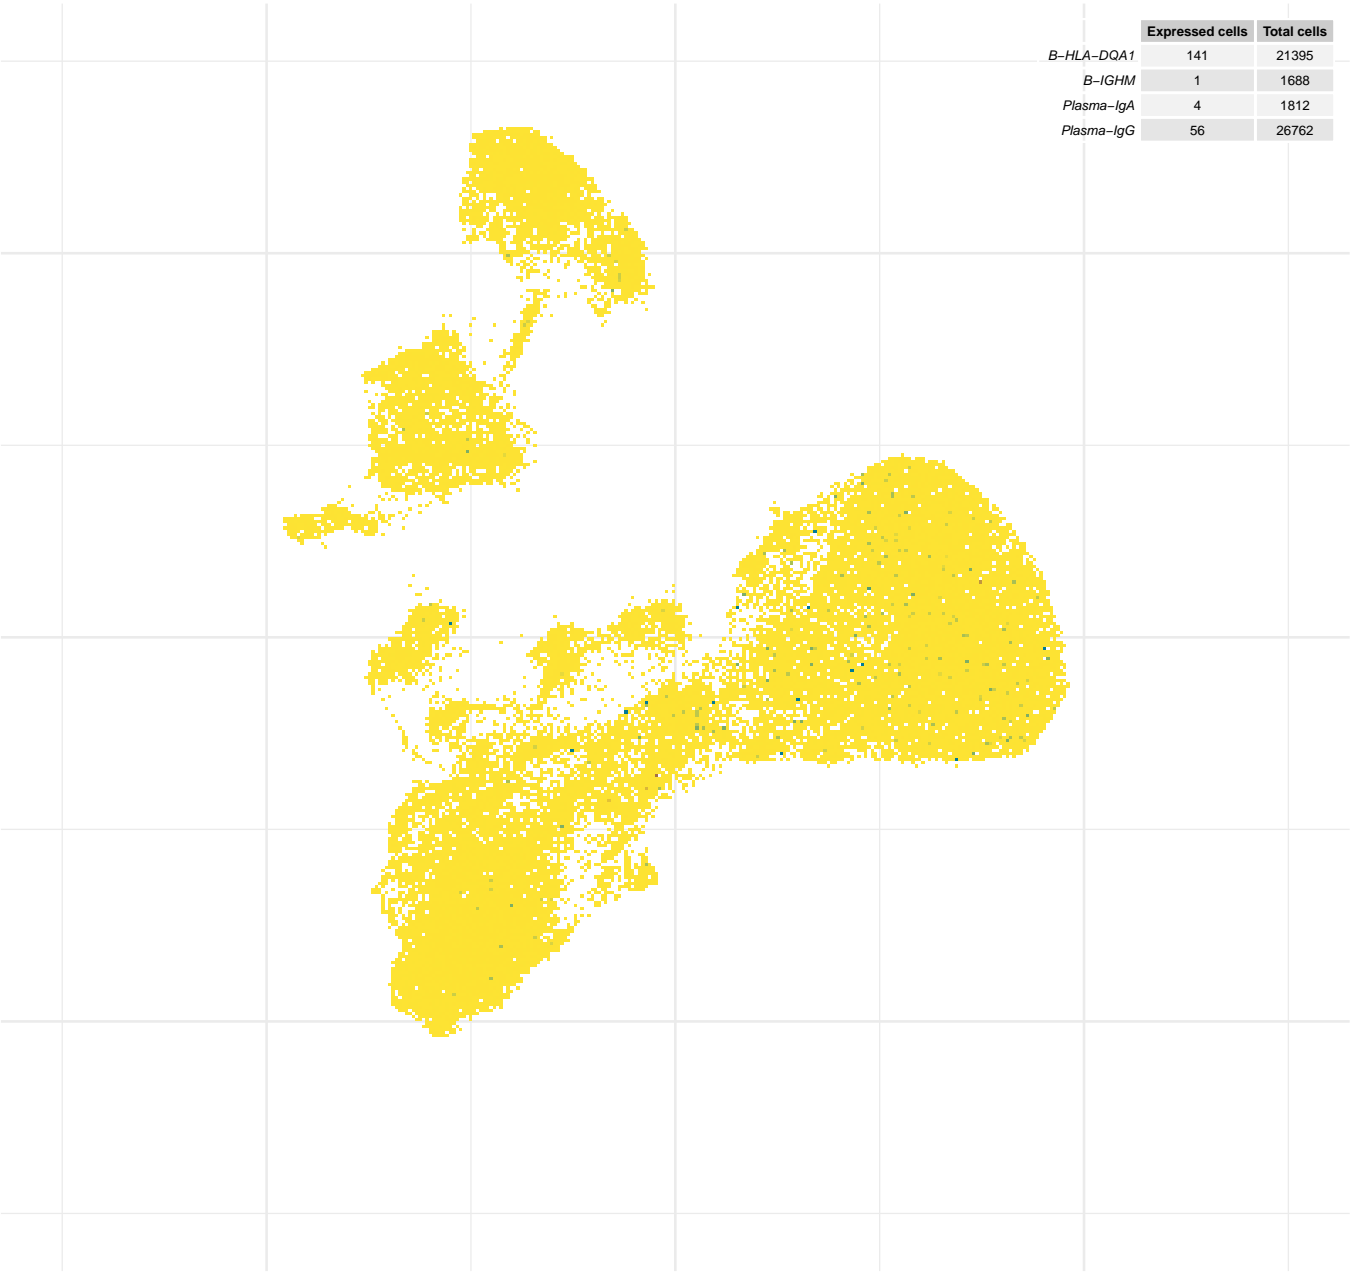 Expressed cells Total cells
B−HLA−DQA1 141 21395
B−IGHM 1 1688
Plasma−IgA 4 1812
Plasma−IgG 56 26762